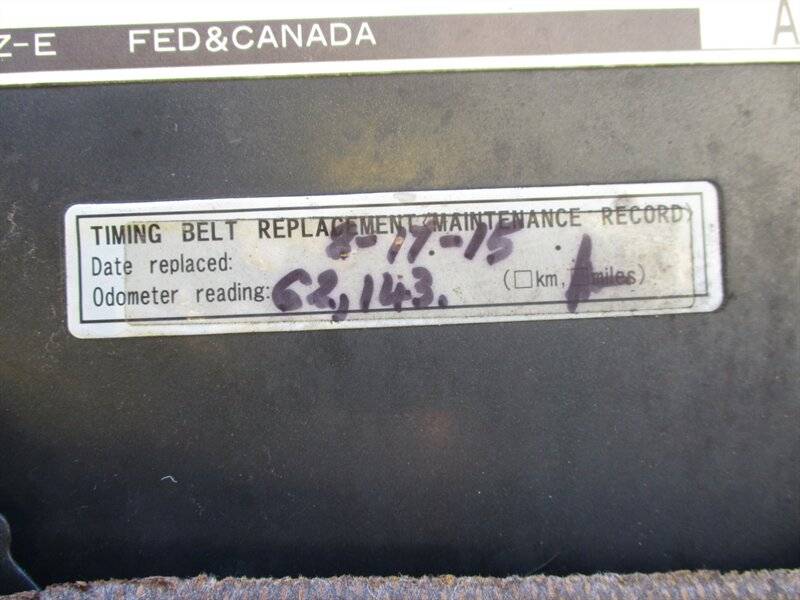 Z-E FED&CANADA A
TIMING BELT REPLACEMENT〈MAINTENANCE RECORD〉
Date replaced: 8-17-15
Odometer reading: 62,143. (□km, □miles)